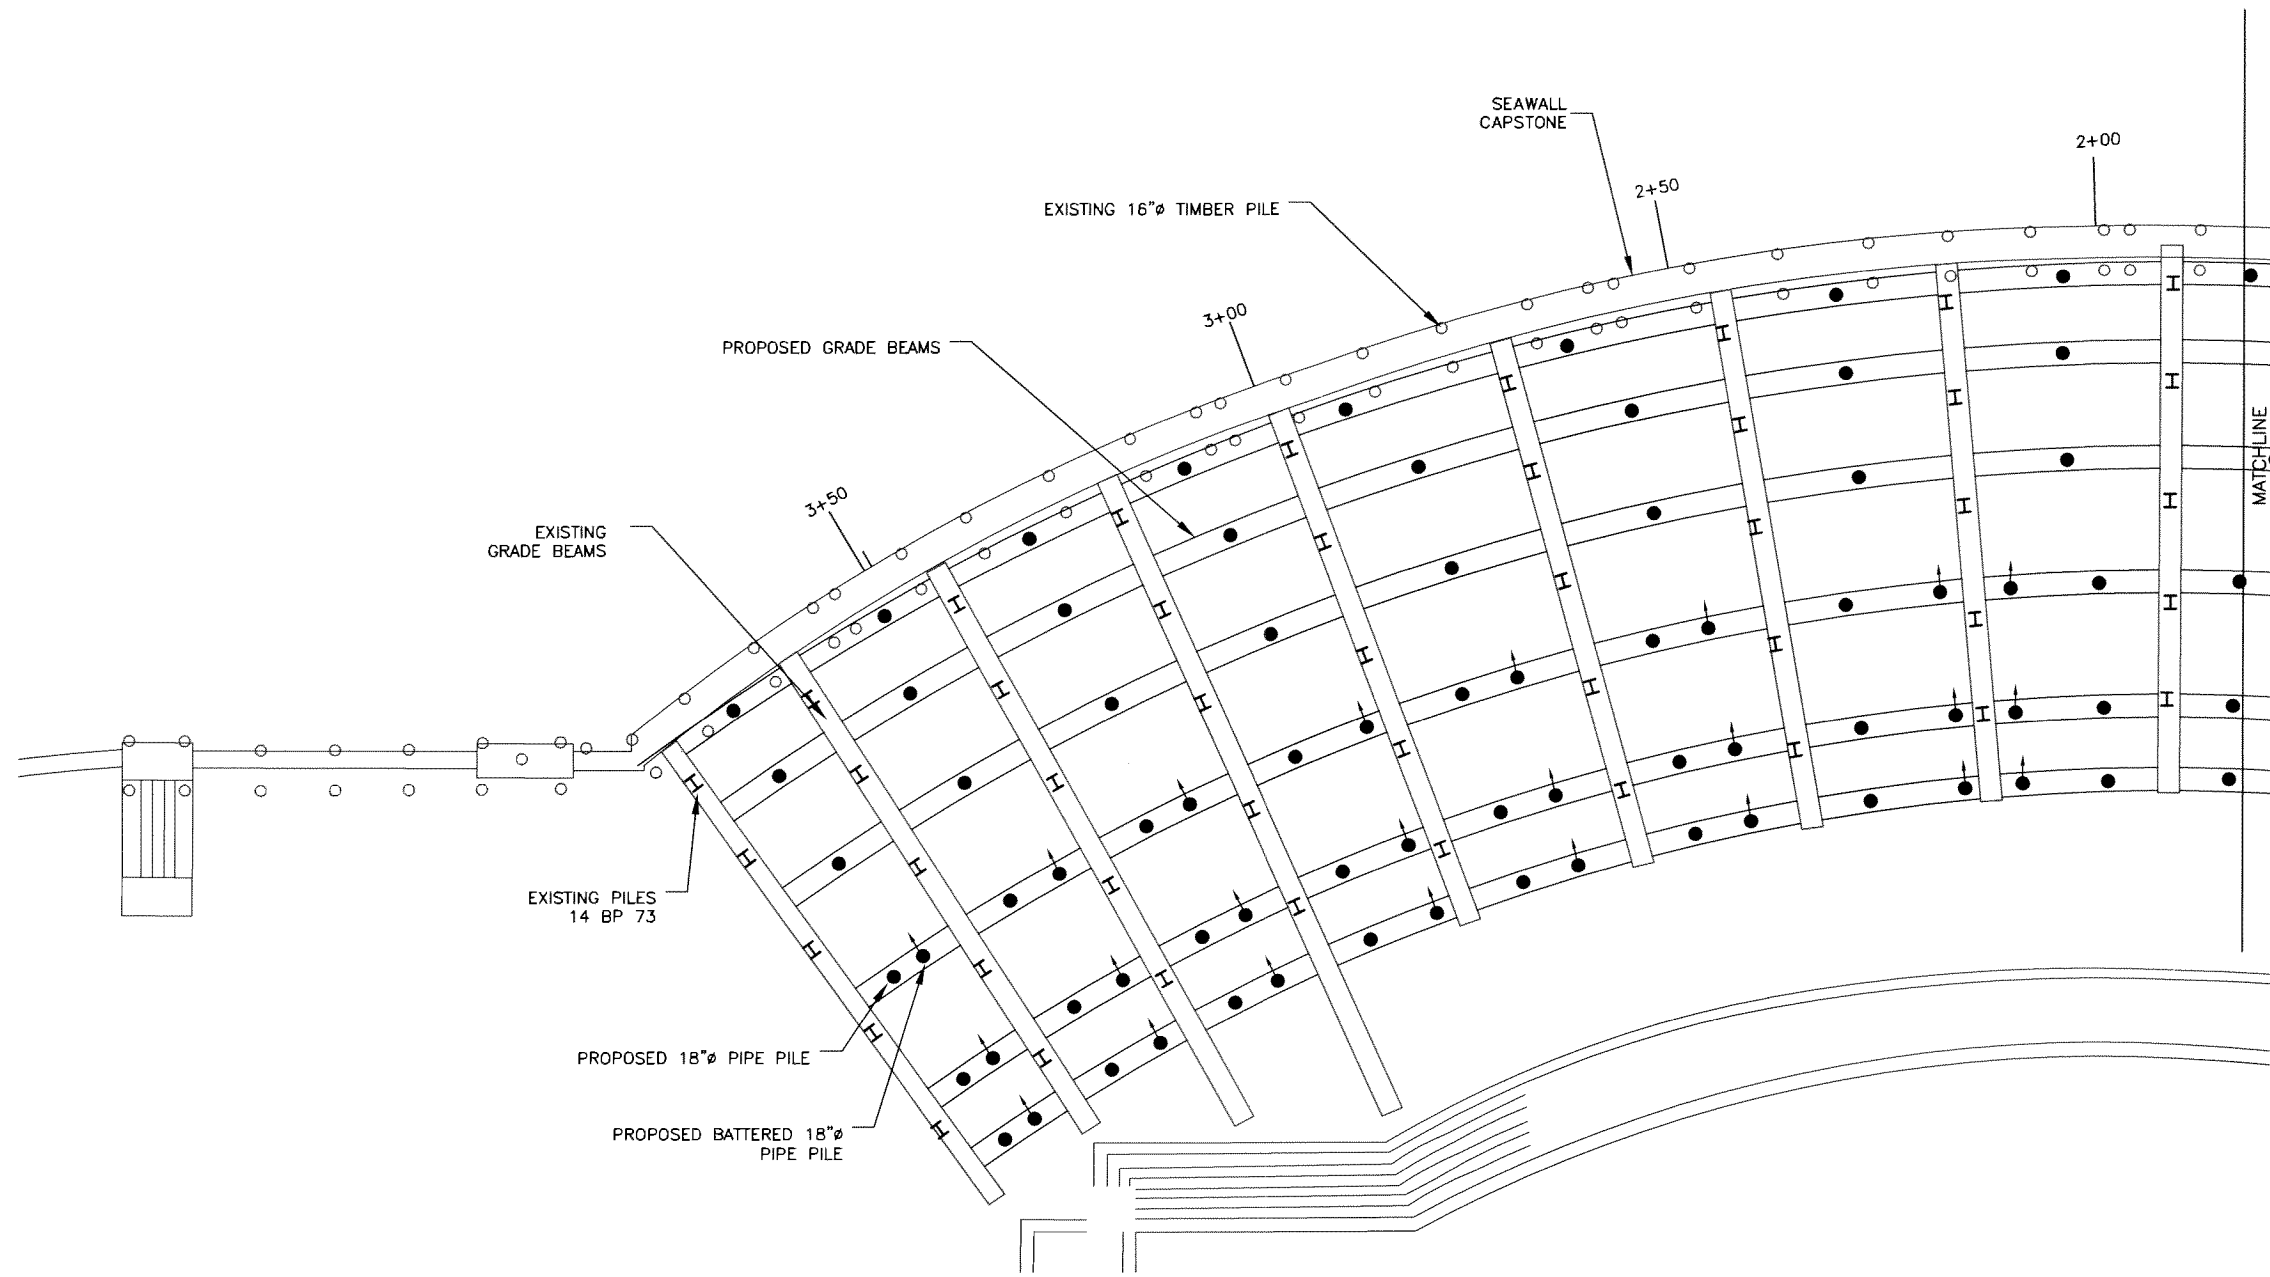 SEAWALL
CAPSTONE
2+00
2+50
EXISTING 16"ø TIMBER PILE
3+00
PROPOSED GRADE BEAMS
MATCHLINE
3+50
EXISTING
GRADE BEAMS
EXISTING PILES
14 BP 73
PROPOSED 18"ø PIPE PILE
PROPOSED BATTERED 18"ø
PIPE PILE